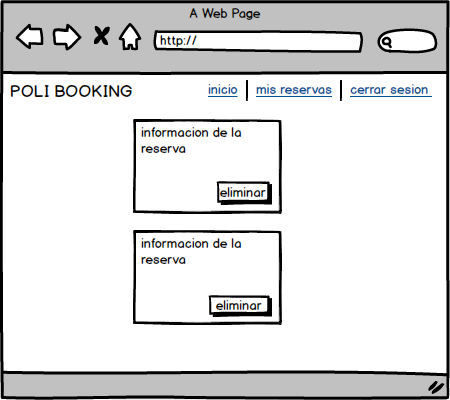 A Web Page
http://
POLI BOOKING
inicio
mis reservas
cerrar sesion
informacion de la
reserva
eliminar
informacion de la
reserva
eliminar